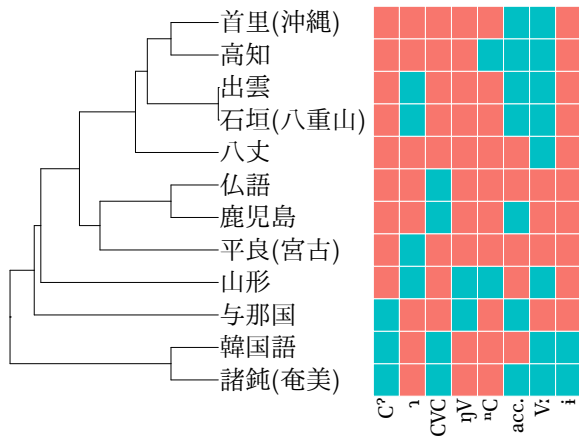 首里(沖縄)
高知
出雲
石垣(八重山)
八丈
仏語
鹿児島
平良(宮古)
山形
与那国
韓国語
諸鈍(奄美)
CVC
ŋV
ⁿC
acc.
Vː
ɨ